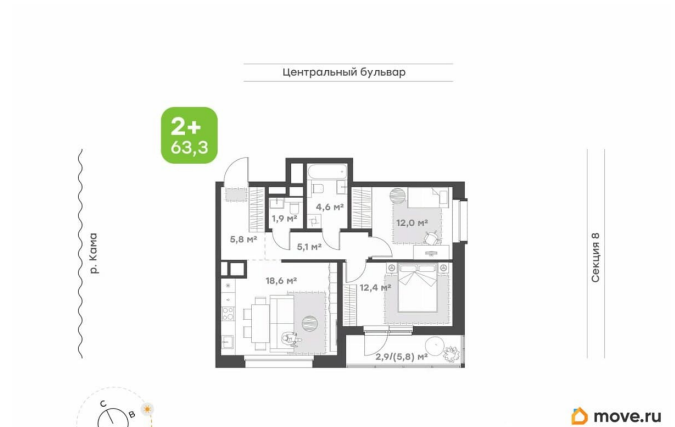 Центральный бульвар
2+
63,3
4,6 м²
1,9 м²
12,0 м²
5,8 м²
5,1 м²
18,6 м²
12,4 м²
2,9/(5,8) м²
р. Кама
Секция 8
С
В
move.ru